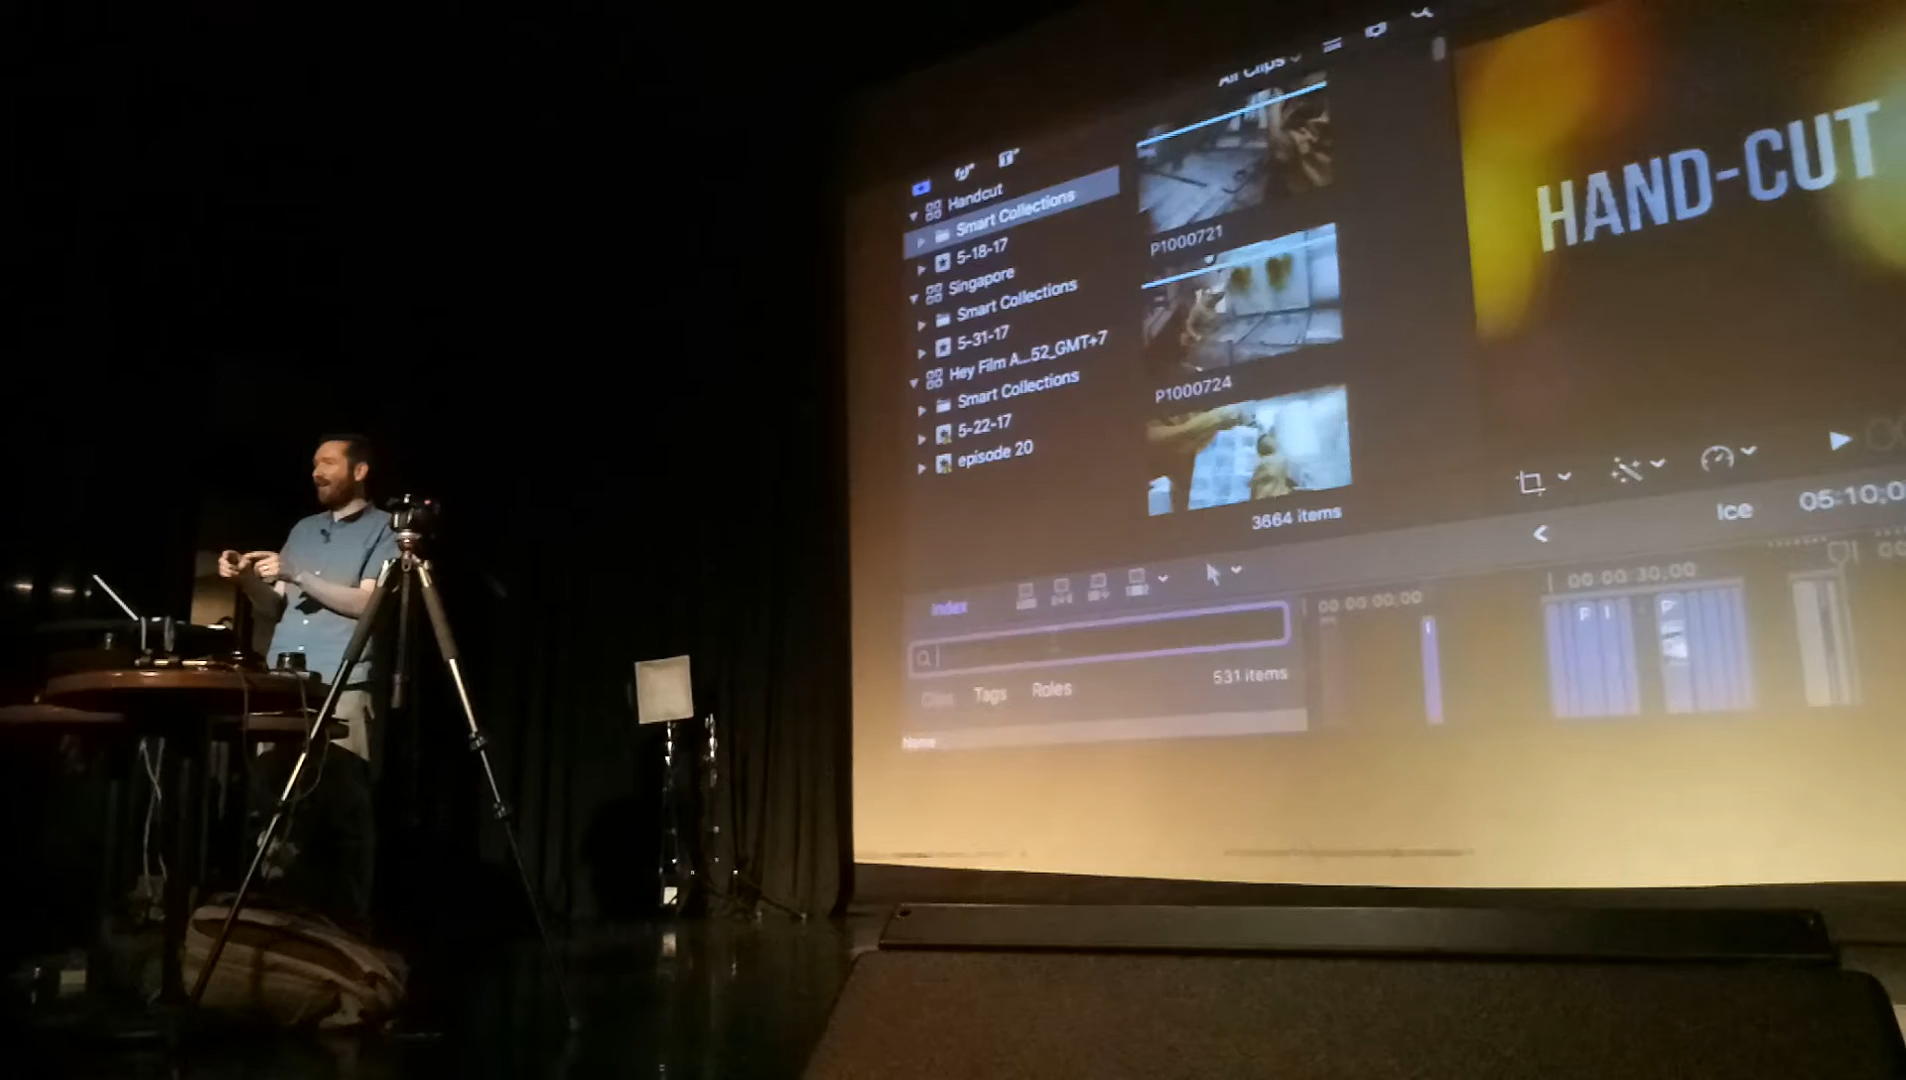 All Clips
Handcut
Smart Collections
5-18-17
Singapore
Smart Collections
5-31-17
Hey Film A...52_GMT+7
Smart Collections
5-22-17
episode 20
P1000721
P1000724
3664 items
HAND-CUT
Ice
05:10;0
Index
531 items
Clips Tags Roles
Name
00:00:00;00
00:00:30;00